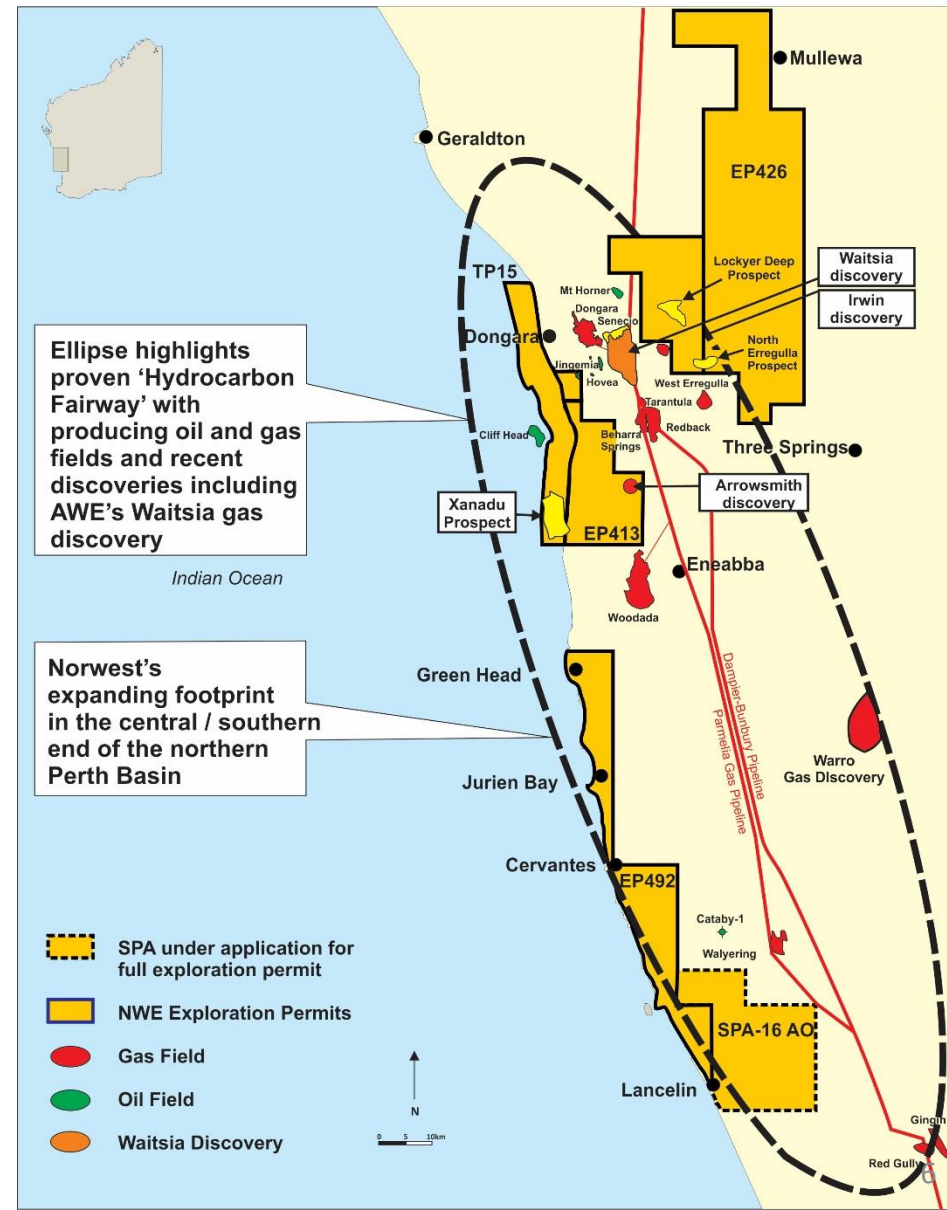 Mullewa
Geraldton
EP426
Lockyer Deep
Prospect
Waitsia
discovery
TP15
Mt Horner
Irwin
discovery
Dongara
Senecio
Dongara
North
Erregulla
Prospect
Jingemia
Hovea
West Erregulla
Tarantula
Redback
Beharra
Springs
Cliff Head
Three Springs
Ellipse highlights
proven ‘Hydrocarbon
Fairway’ with
producing oil and gas
fields and recent
discoveries including
AWE’s Waitsia gas
discovery
Xanadu
Prospect
Arrowsmith
discovery
EP413
Eneabba
Indian Ocean
Woodada
Green Head
Norwest’s
expanding footprint
in the central / southern
end of the northern
Perth Basin
Dampier-Bunbury Pipeline
Parmelia Gas Pipeline
Warro
Gas DIscovery
Jurien Bay
Cervantes
EP492
Cataby-1
Walyering
SPA-16 AO
Lancelin
SPA under application for
full exploration permit
NWE Exploration Permits
Gas Field
Oil Field
Waitsia Discovery
N
0 5 10km
Gingin
Red Gully
6